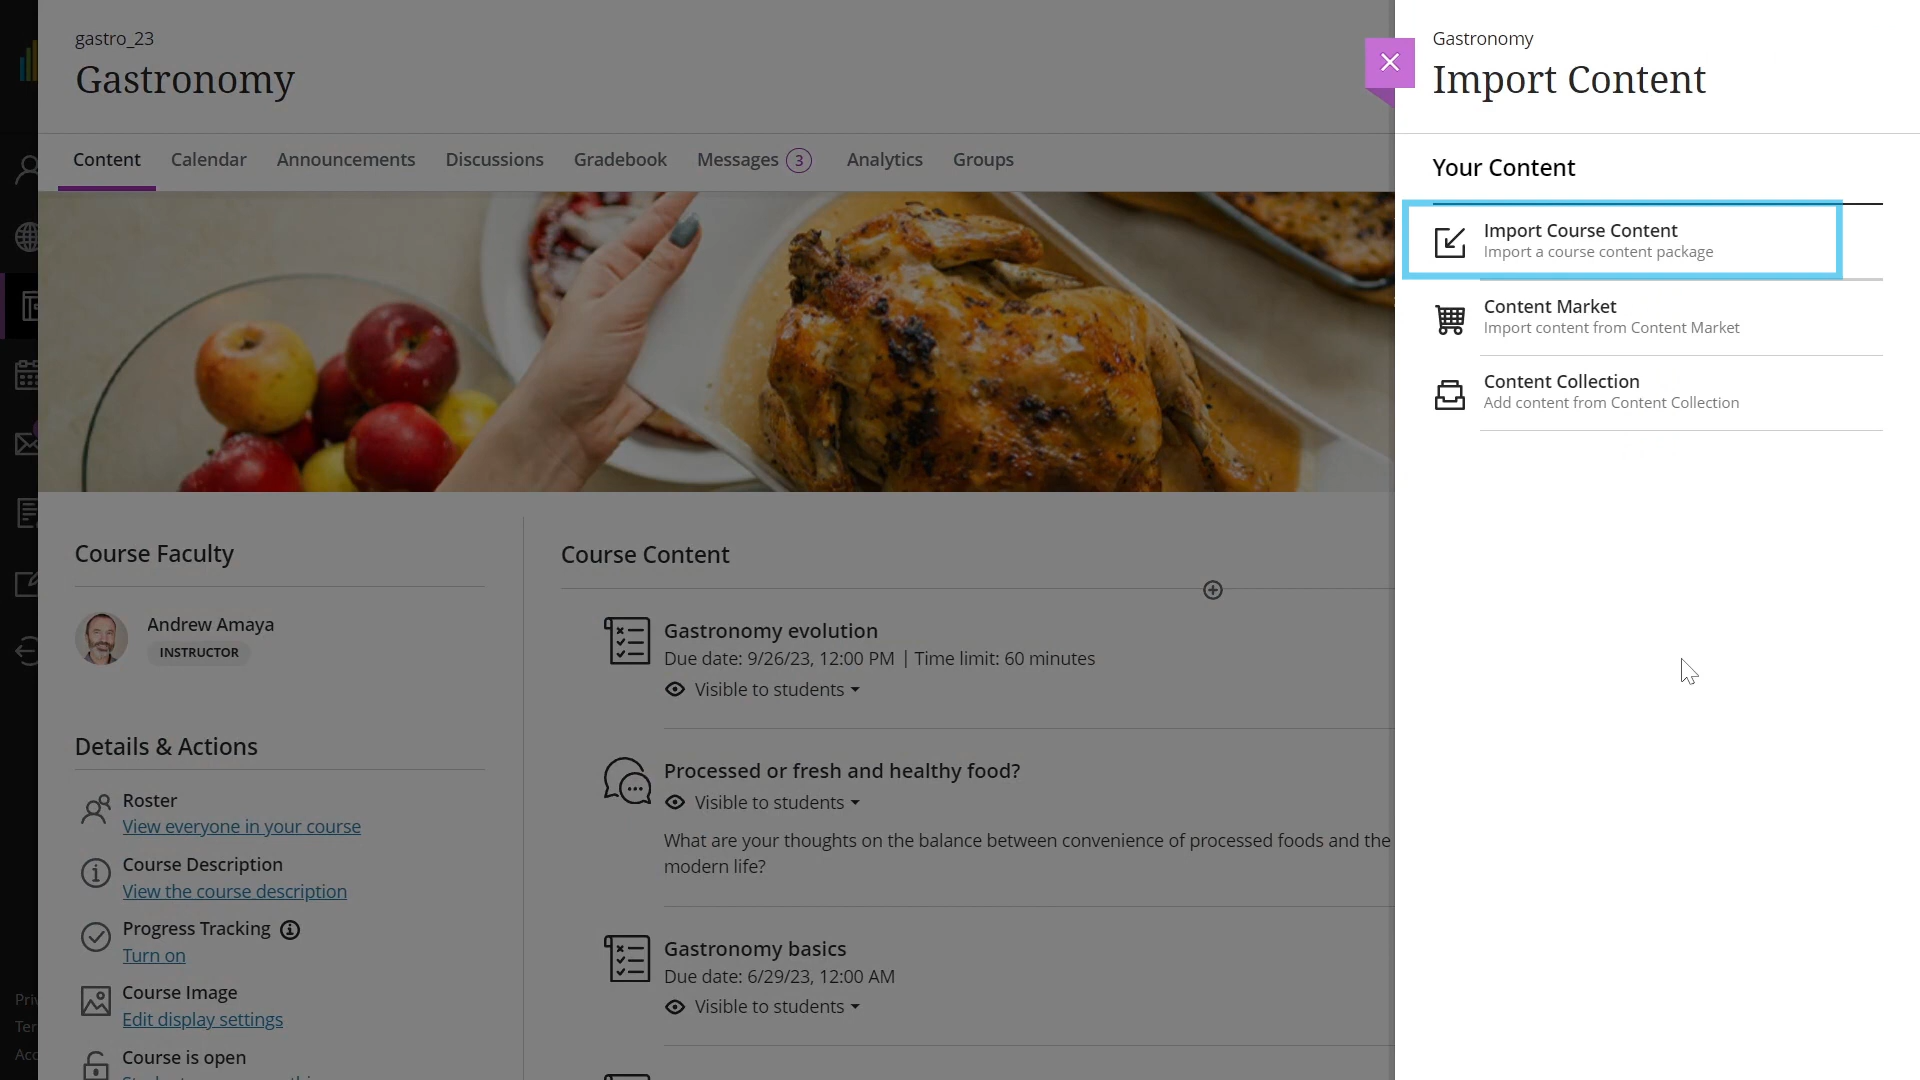 gastro_23
Gastronomy
Content
Calendar
Announcements
Discussions
Gradebook
Messages 3
Analytics
Groups
Course Faculty
Andrew Amaya
INSTRUCTOR
Details & Actions
Roster
View everyone in your course
Course Description
View the course description
Progress Tracking
Turn on
Course Image
Edit display settings
Course is open
Course Content
Gastronomy evolution
Due date: 9/26/23, 12:00 PM | Time limit: 60 minutes
Visible to students
Processed or fresh and healthy food?
Visible to students
What are your thoughts on the balance between convenience of processed foods and the
modern life?
Gastronomy basics
Due date: 6/29/23, 12:00 AM
Visible to students
Gastronomy
Import Content
Your Content
Import Course Content
Import a course content package
Content Market
Import content from Content Market
Content Collection
Add content from Content Collection